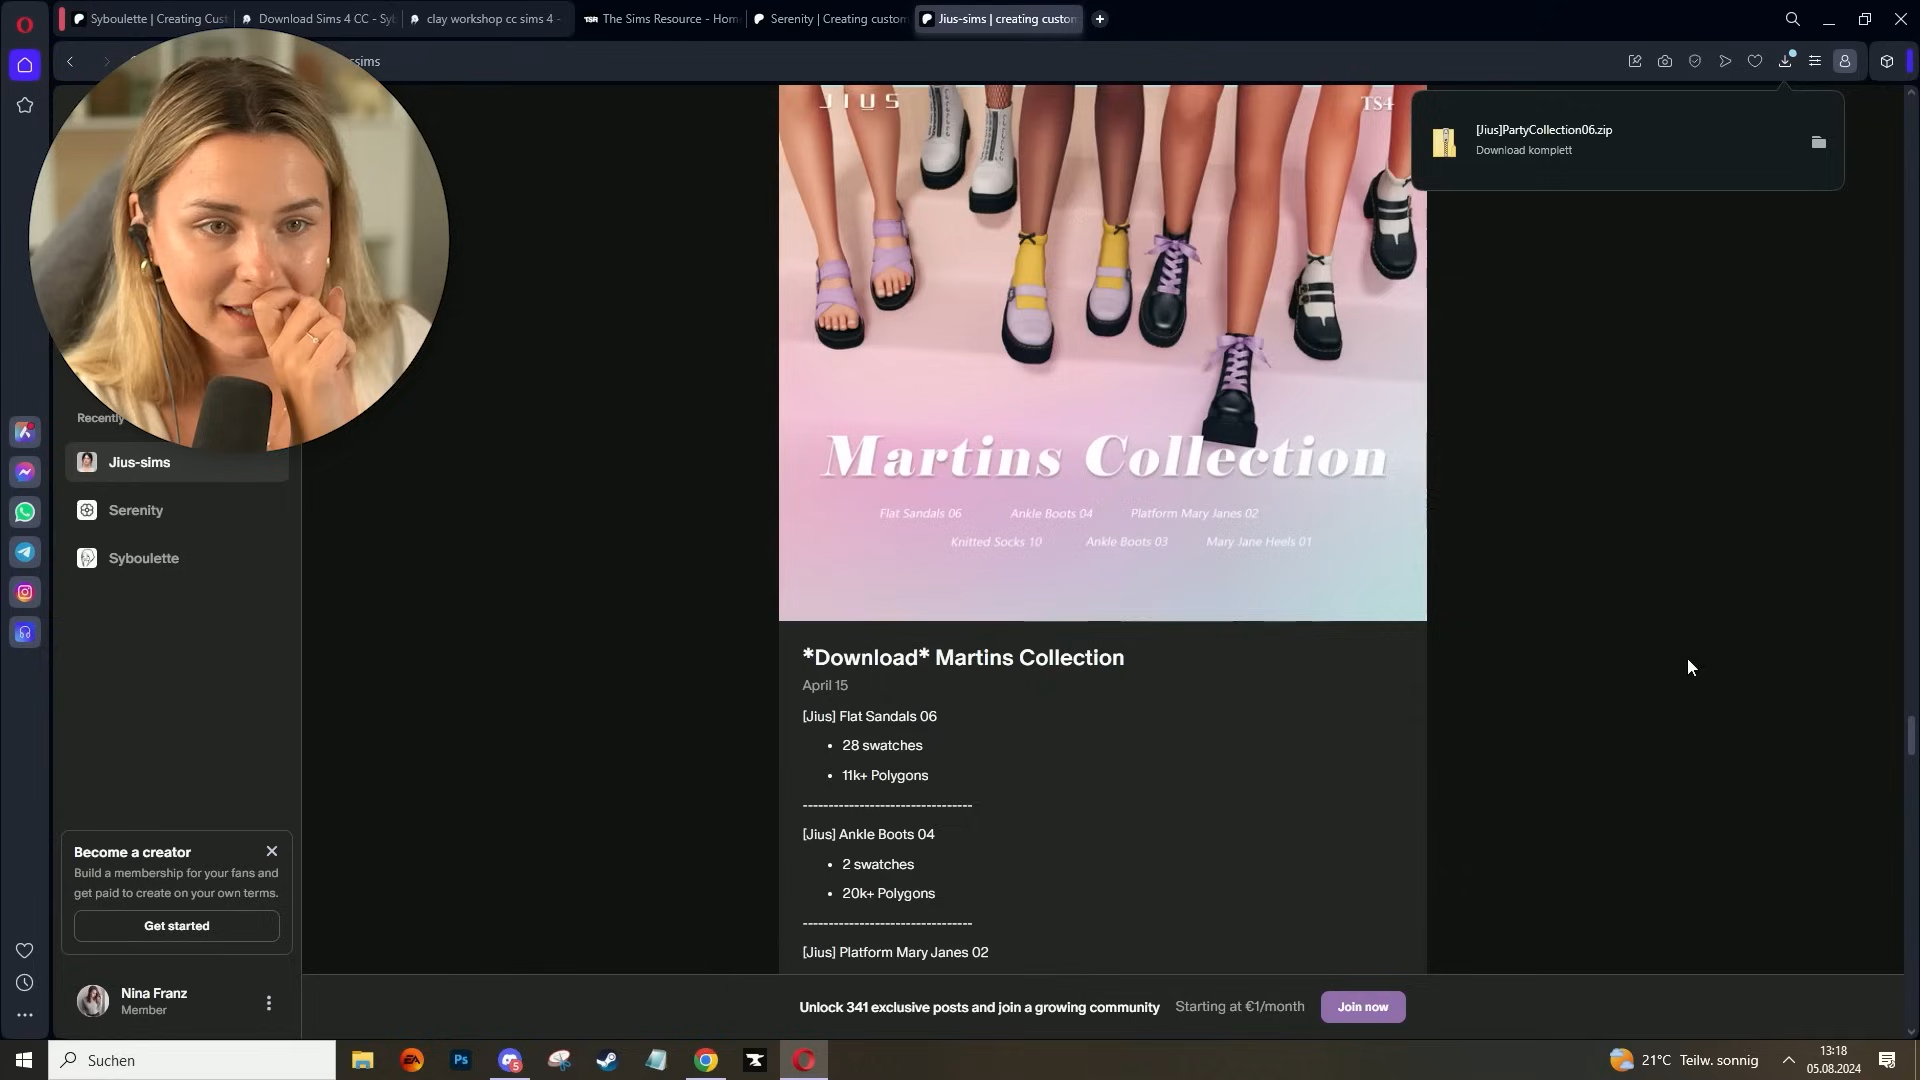 Syboulette | Creating Cust
Download Sims 4 CC - Sy
clay workshop cc sims 4 -
TSR The Sims Resource - Hom
Serenity | Creating custom
Jius-sims | creating custom
sims
[Jius]PartyCollection06.zip
Download komplett
JIUS
TS4
Martins Collection
Flat Sandals 06 Ankle Boots 04 Platform Mary Janes 02
Knitted Socks 10 Ankle Boots 03 Mary Jane Heels 01
Recently
Jius-sims
Serenity
Syboulette
*Download* Martins Collection
April 15
[Jius] Flat Sandals 06
• 28 swatches
• 11k+ Polygons
---------------------------------
[Jius] Ankle Boots 04
• 2 swatches
• 20k+ Polygons
---------------------------------
[Jius] Platform Mary Janes 02
Become a creator
Build a membership for your fans and
get paid to create on your own terms.
Get started
Nina Franz
Member
Unlock 341 exclusive posts and join a growing community Starting at €1/month Join now
Suchen
EA
Ps
5
21°C Teilw. sonnig
13:18
05.08.2024